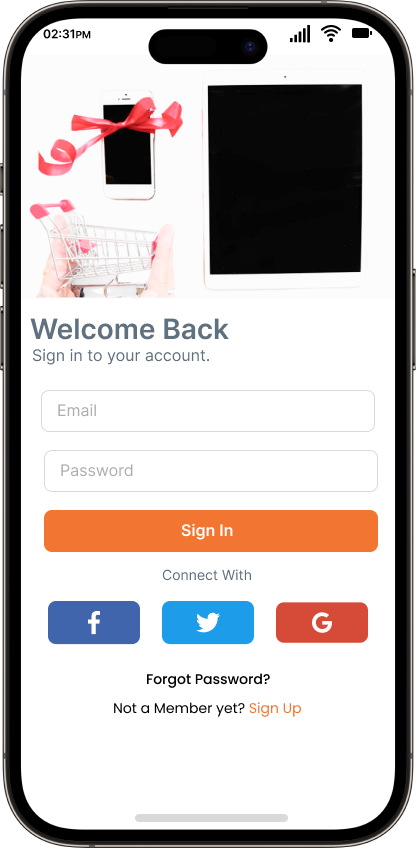 02:31PM
Welcome Back
Sign in to your account.
Email
Password
Sign In
Connect With
f
G
Forgot Password?
Not a Member yet? Sign Up